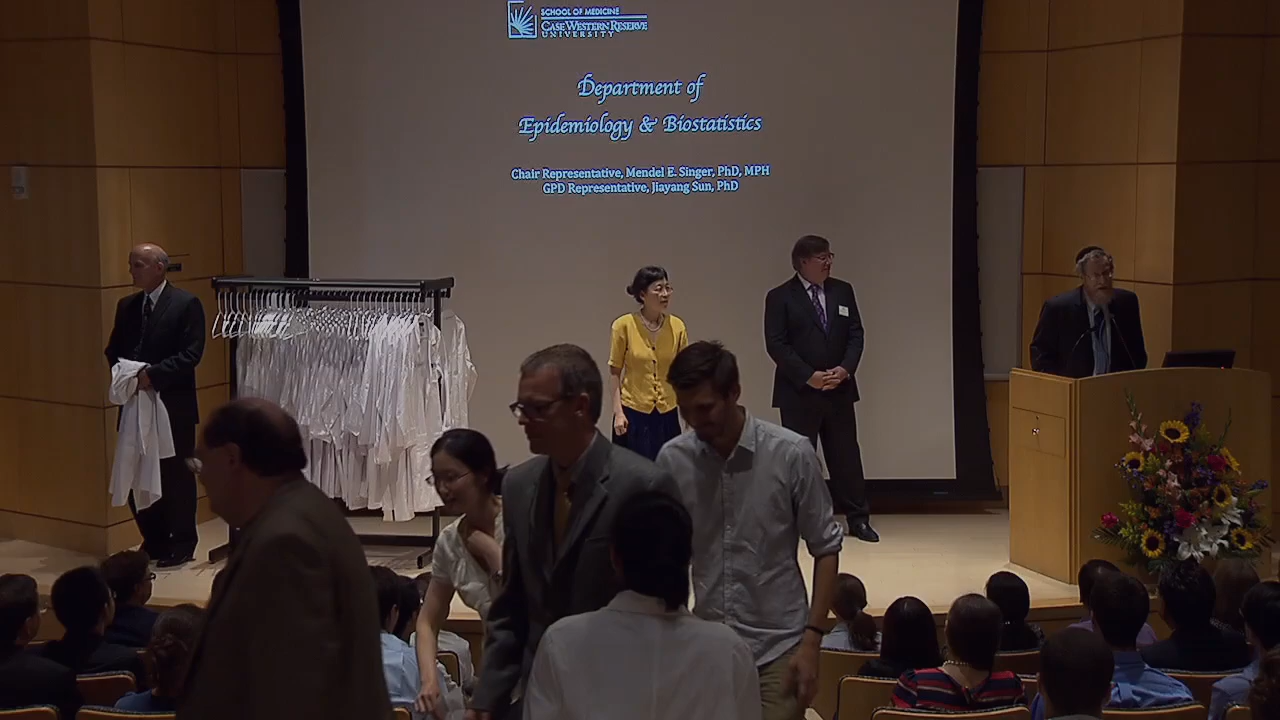 SCHOOL OF MEDICINE
CASE WESTERN RESERVE
UNIVERSITY
Department of
Epidemiology & Biostatistics
Chair Representative, Mendel E. Singer, PhD, MPH
GPD Representative, Jiayang Sun, PhD